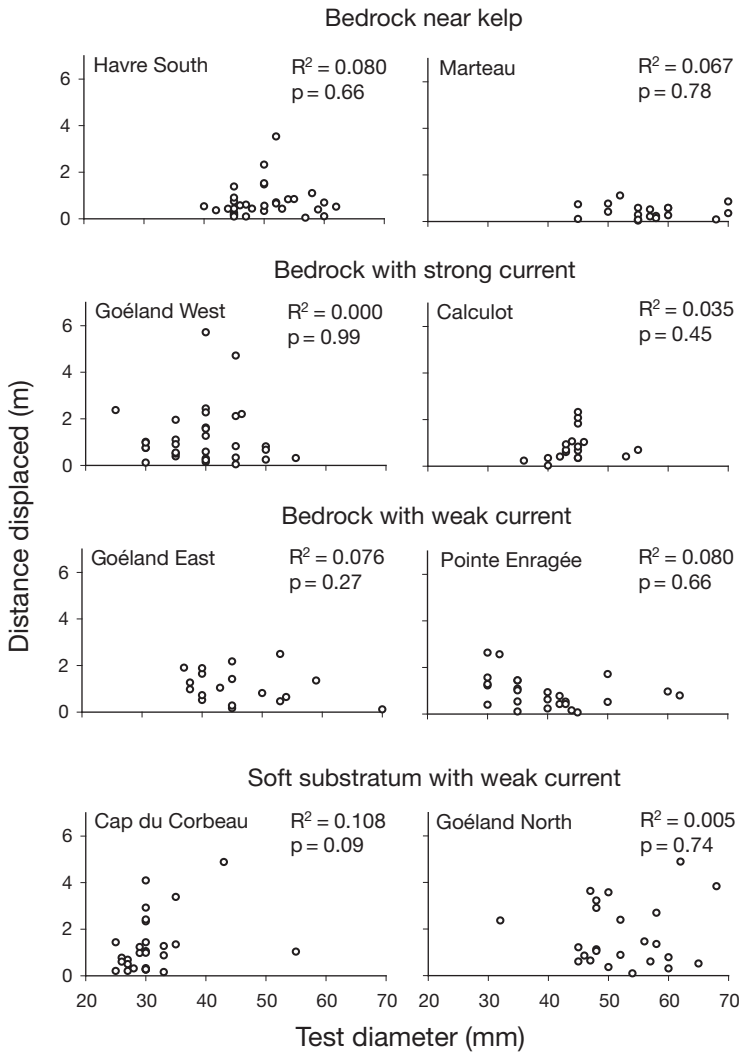 Bedrock near kelp
Havre South
R² = 0.080
p = 0.66
Marteau
R² = 0.067
p = 0.78
6
4
2
0
Bedrock with strong current
Goéland West
R² = 0.000
p = 0.99
Calculot
R² = 0.035
p = 0.45
6
4
2
0
Distance displaced (m)
Bedrock with weak current
Goéland East
R² = 0.076
p = 0.27
Pointe Enragée
R² = 0.080
p = 0.66
6
4
2
0
Soft substratum with weak current
Cap du Corbeau
R² = 0.108
p = 0.09
Goéland North
R² = 0.005
p = 0.74
6
4
2
0
20 30 40 50 60 70 20 30 40 50 60 70
Test diameter (mm)